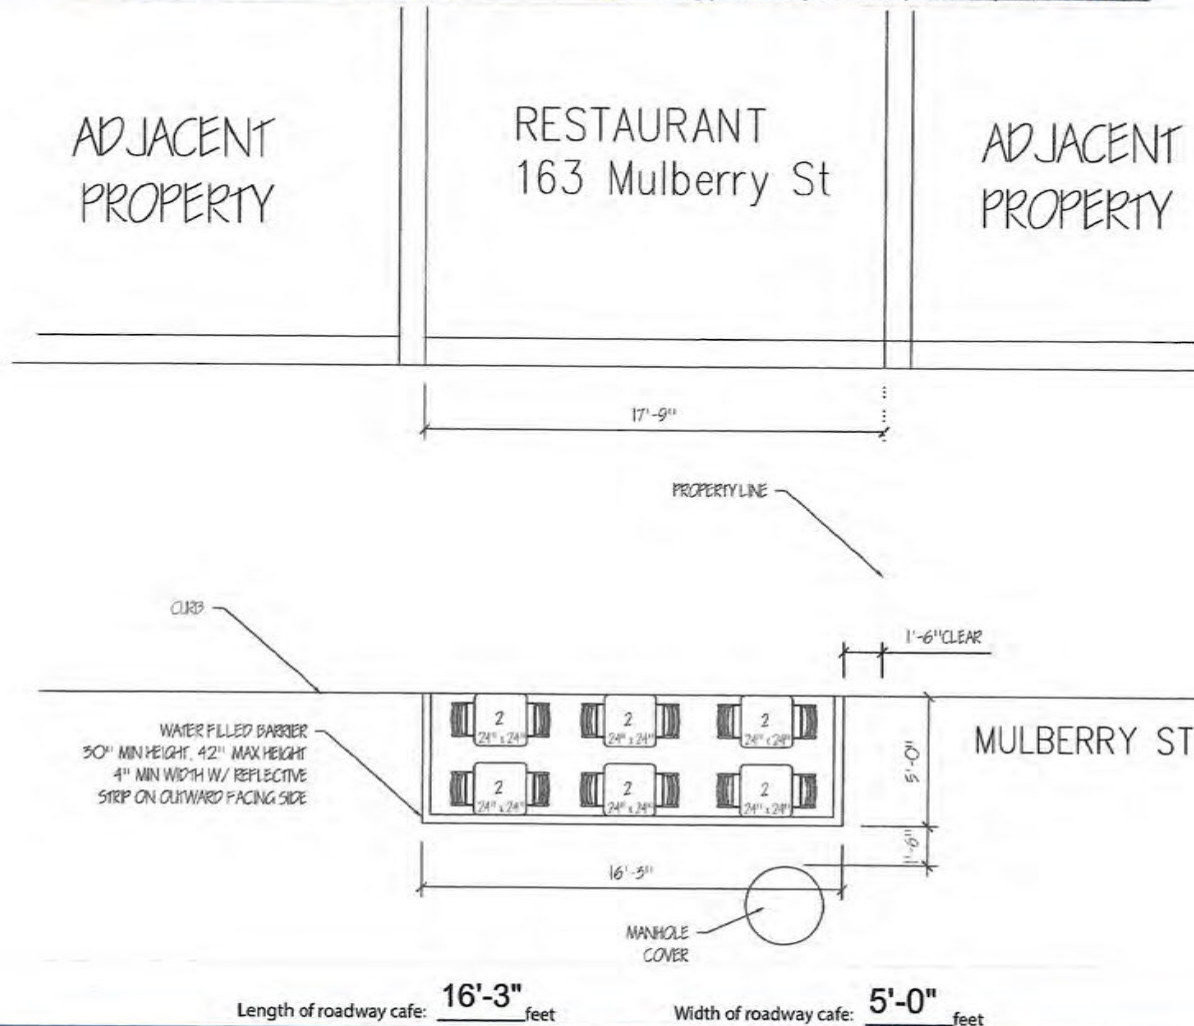 ADJACENT
PROPERTY
RESTAURANT
163 Mulberry St
ADJACENT
PROPERTY
17'-9"
PROPERTY LINE
CURB
1'-6" CLEAR
WATER FILLED BARRIER
30" MIN HEIGHT, 42" MAX HEIGHT
4" MIN WIDTH W/ REFLECTIVE
STRIP ON OUTWARD FACING SIDE
2
24" x 24"
2
24" x 24"
2
24" x 24"
2
24" x 24"
2
24" x 24"
2
24" x 24"
MULBERRY ST
5'-0"
1'-6"
16'-3"
MANHOLE
COVER
Length of roadway cafe: 16'-3" feet Width of roadway cafe: 5'-0" feet